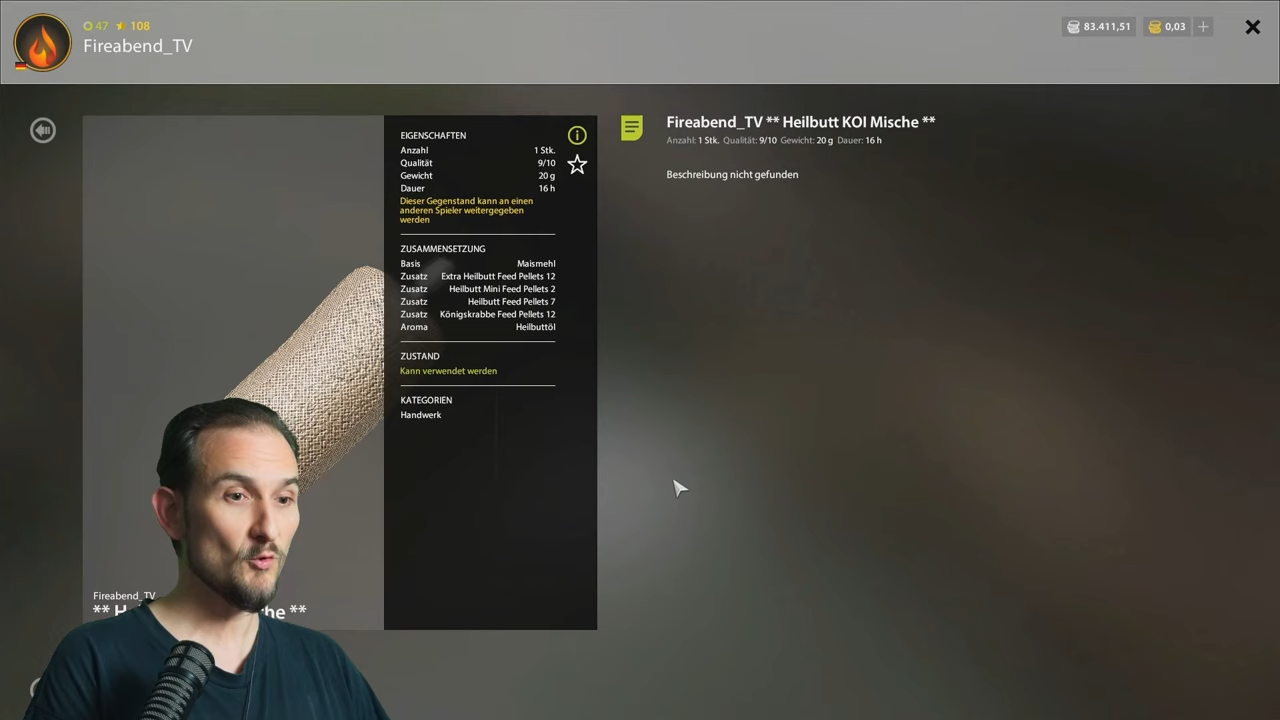 47 108
Fireabend_TV
83.411,51 0,03
EIGENSCHAFTEN
Anzahl 1 Stk.
Qualität 9/10
Gewicht 20 g
Dauer 16 h
Dieser Gegenstand kann an einen
anderen Spieler weitergegeben
werden
ZUSAMMENSETZUNG
Basis Maismehl
Zusatz Extra Heilbutt Feed Pellets 12
Zusatz Heilbutt Mini Feed Pellets 2
Zusatz Heilbutt Feed Pellets 7
Zusatz Königskrabbe Feed Pellets 12
Aroma Heilbuttöl
ZUSTAND
Kann verwendet werden
KATEGORIEN
Handwerk
Fireabend_TV
** H che **
Fireabend_TV ** Heilbutt KOI Mische **
Anzahl: 1 Stk. Qualität: 9/10 Gewicht: 20 g Dauer: 16 h
Beschreibung nicht gefunden